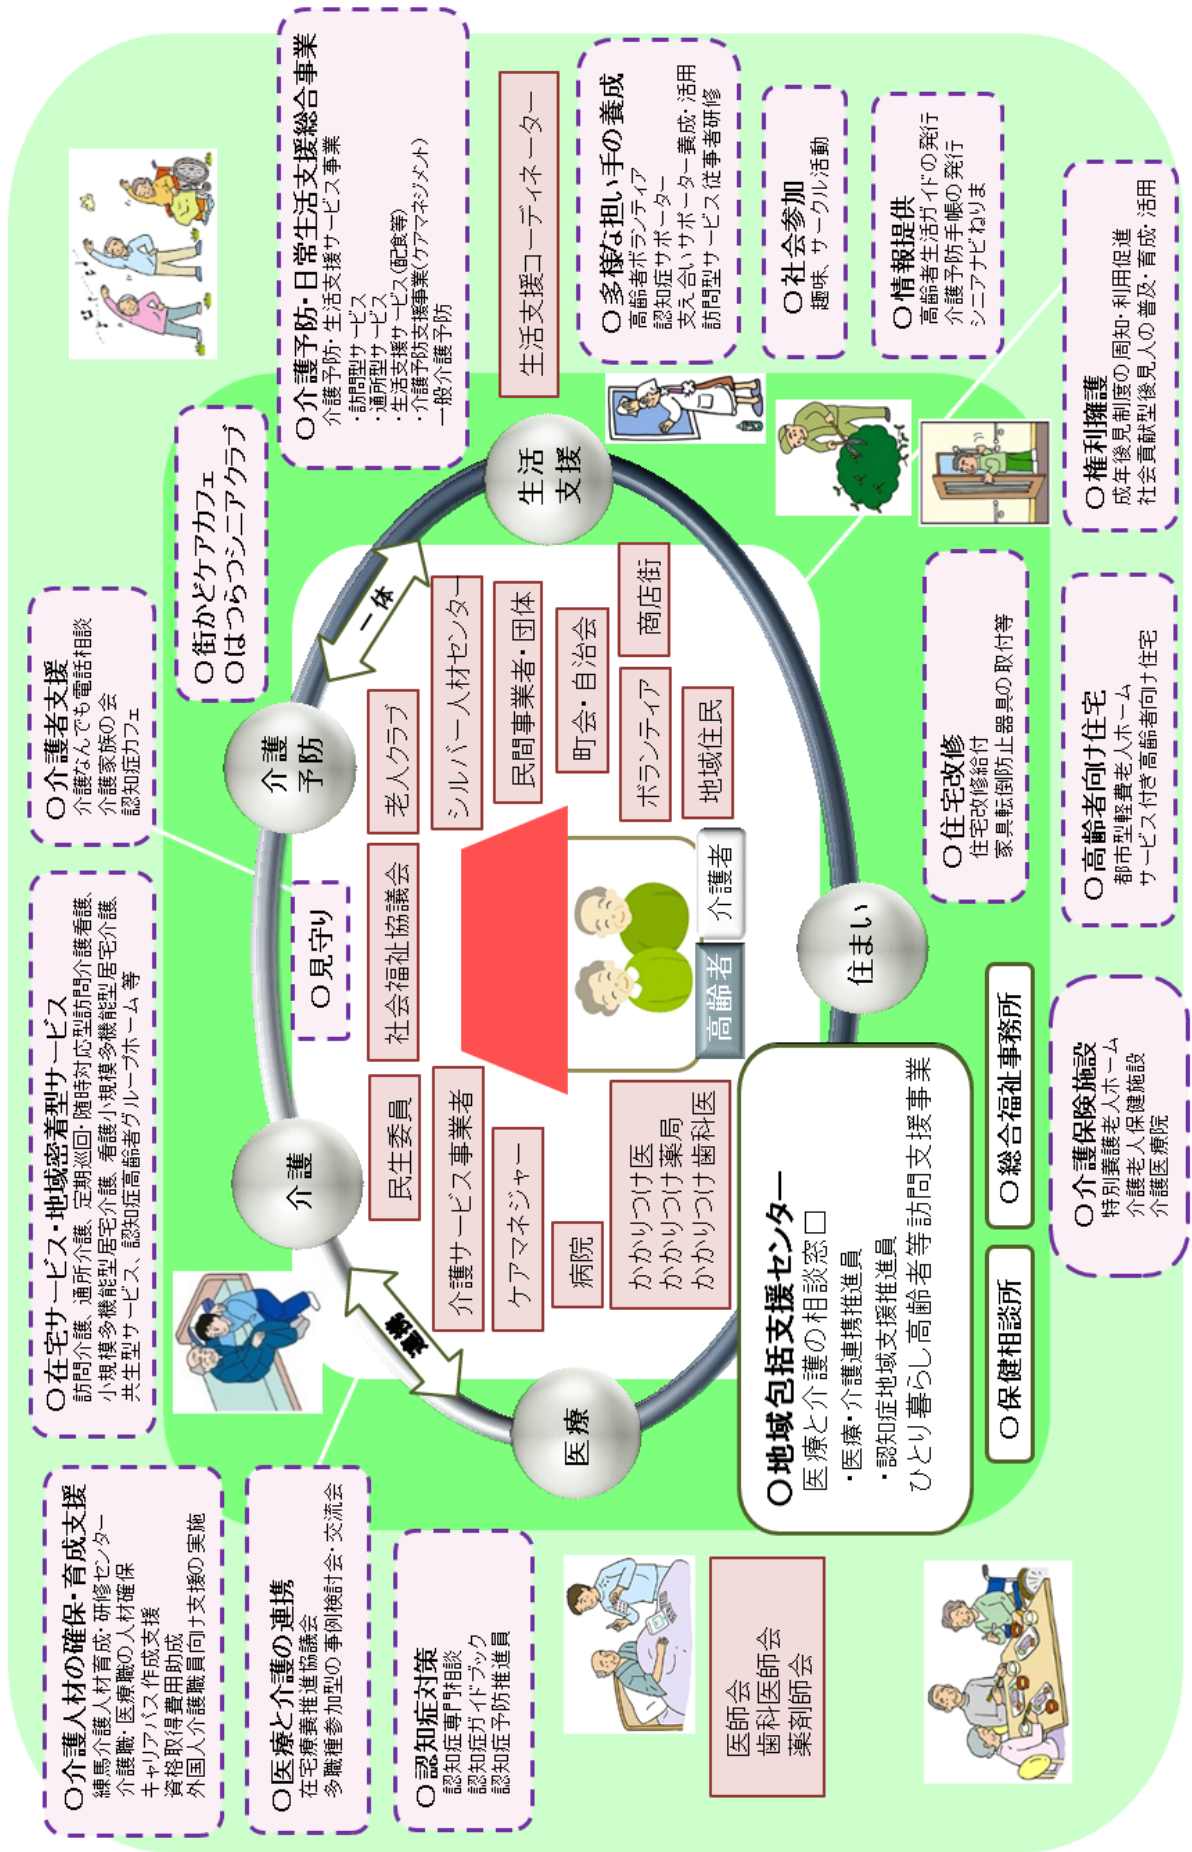 〇介護人材の確保・育成支援
練馬介護人材育成・研修センター
介護職・医療職の人材確保
キャリアパス作成支援
資格取得費用助成
外国人介護職員向け支援の実施
〇医療と介護の連携
在宅療養推進協議会
多職種参加型の事例検討会・交流会
〇認知症対策
認知症専門相談
認知症ガイドブック
認知症予防推進員
医師会
歯科医師会
薬剤師会
〇在宅サービス・地域密着型サービス
訪問介護、通所介護、定期巡回・随時対応型訪問介護看護、
小規模多機能型居宅介護、看護小規模多機能型居宅介護、
共生型サービス、認知症高齢者グループホーム 等
〇介護者支援
介護なんでも電話相談
介護家族の会
認知症カフェ
〇街かどケアカフェ
〇はつらつシニアクラブ
〇介護予防・日常生活支援総合事業
介護予防・生活支援サービス事業
・訪問型サービス
・通所型サービス
・生活支援サービス(配食等)
・介護予防支援事業(ケアマネジメント)
一般介護予防
生活支援コーディネーター
〇多様な担い手の養成
高齢者ボランティア
認知症サポーター
支え合いサポーター養成・活用
訪問型サービス従事者研修
〇社会参加
趣味、サークル活動
〇情報提供
高齢者生活ガイドの発行
介護予防手帳の発行
シニアナビねりま
〇権利擁護
成年後見制度の周知・利用促進
社会貢献型後見人の普及・育成・活用
医療
連携
介護
介護
予防
一体
生活
支援
住まい
〇見守り
民生委員
社会福祉協議会
老人クラブ
介護サービス事業者
シルバー人材センター
ケアマネジャー
民間事業者・団体
病院
町会・自治会
かかりつけ医
かかりつけ薬局
かかりつけ歯科医
ボランティア
商店街
地域住民
高齢者
介護者
〇地域包括支援センター
医療と介護の相談窓口
・医療・介護連携推進員
・認知症地域支援推進員
ひとり暮らし高齢者等訪問支援事業
〇保健相談所
〇総合福祉事務所
〇住宅改修
住宅改修給付
家具転倒防止器具の取付等
〇介護保険施設
特別養護老人ホーム
介護老人保健施設
介護医療院
〇高齢者向け住宅
都市型軽費老人ホーム
サービス付き高齢者向け住宅